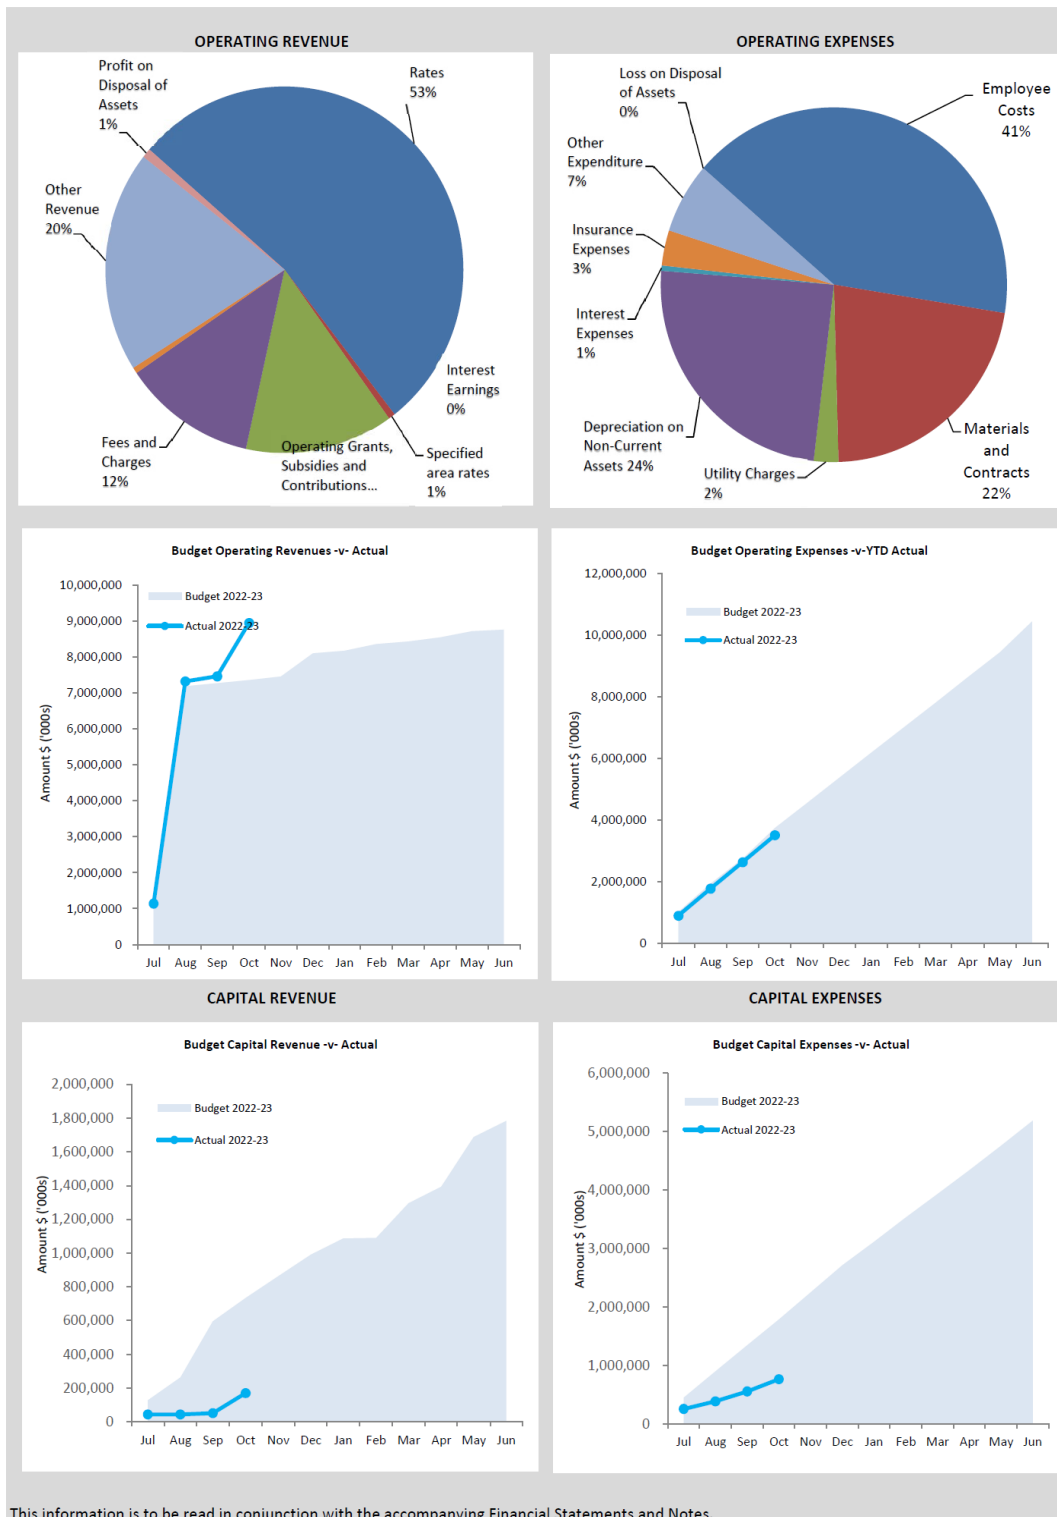 OPERATING REVENUE
Profit on
Disposal of
Assets
1%
Rates
53%
Other
Revenue
20%
Interest
Earnings
0%
Fees and
Charges
12%
Operating Grants,
Subsidies and
Contributions...
Specified
area rates
1%
OPERATING EXPENSES
Loss on Disposal
of Assets
0%
Employee
Costs
41%
Other
Expenditure
7%
Insurance
Expenses
3%
Interest
Expenses
1%
Depreciation on
Non-Current
Assets 24%
Utility Charges
2%
Materials
and
Contracts
22%
Budget Operating Revenues -v- Actual
Budget 2022-23
Actual 2022-23
Amount $ ('000s)
10,000,000
9,000,000
8,000,000
7,000,000
6,000,000
5,000,000
4,000,000
3,000,000
2,000,000
1,000,000
0
Jul Aug Sep Oct Nov Dec Jan Feb Mar Apr May Jun
Budget Operating Expenses -v-YTD Actual
Budget 2022-23
Actual 2022-23
Amount $ ('000s)
12,000,000
10,000,000
8,000,000
6,000,000
4,000,000
2,000,000
0
Jul Aug Sep Oct Nov Dec Jan Feb Mar Apr May Jun
CAPITAL REVENUE
Budget Capital Revenue -v- Actual
Budget 2022-23
Actual 2022-23
Amount $ ('000s)
2,000,000
1,800,000
1,600,000
1,400,000
1,200,000
1,000,000
800,000
600,000
400,000
200,000
0
Jul Aug Sep Oct Nov Dec Jan Feb Mar Apr May Jun
CAPITAL EXPENSES
Budget Capital Expenses -v- Actual
Budget 2022-23
Actual 2022-23
Amount $ ('000s)
6,000,000
5,000,000
4,000,000
3,000,000
2,000,000
1,000,000
0
Jul Aug Sep Oct Nov Dec Jan Feb Mar Apr May Jun
This information is to be read in conjunction with the accompanying Financial Statements and Notes.